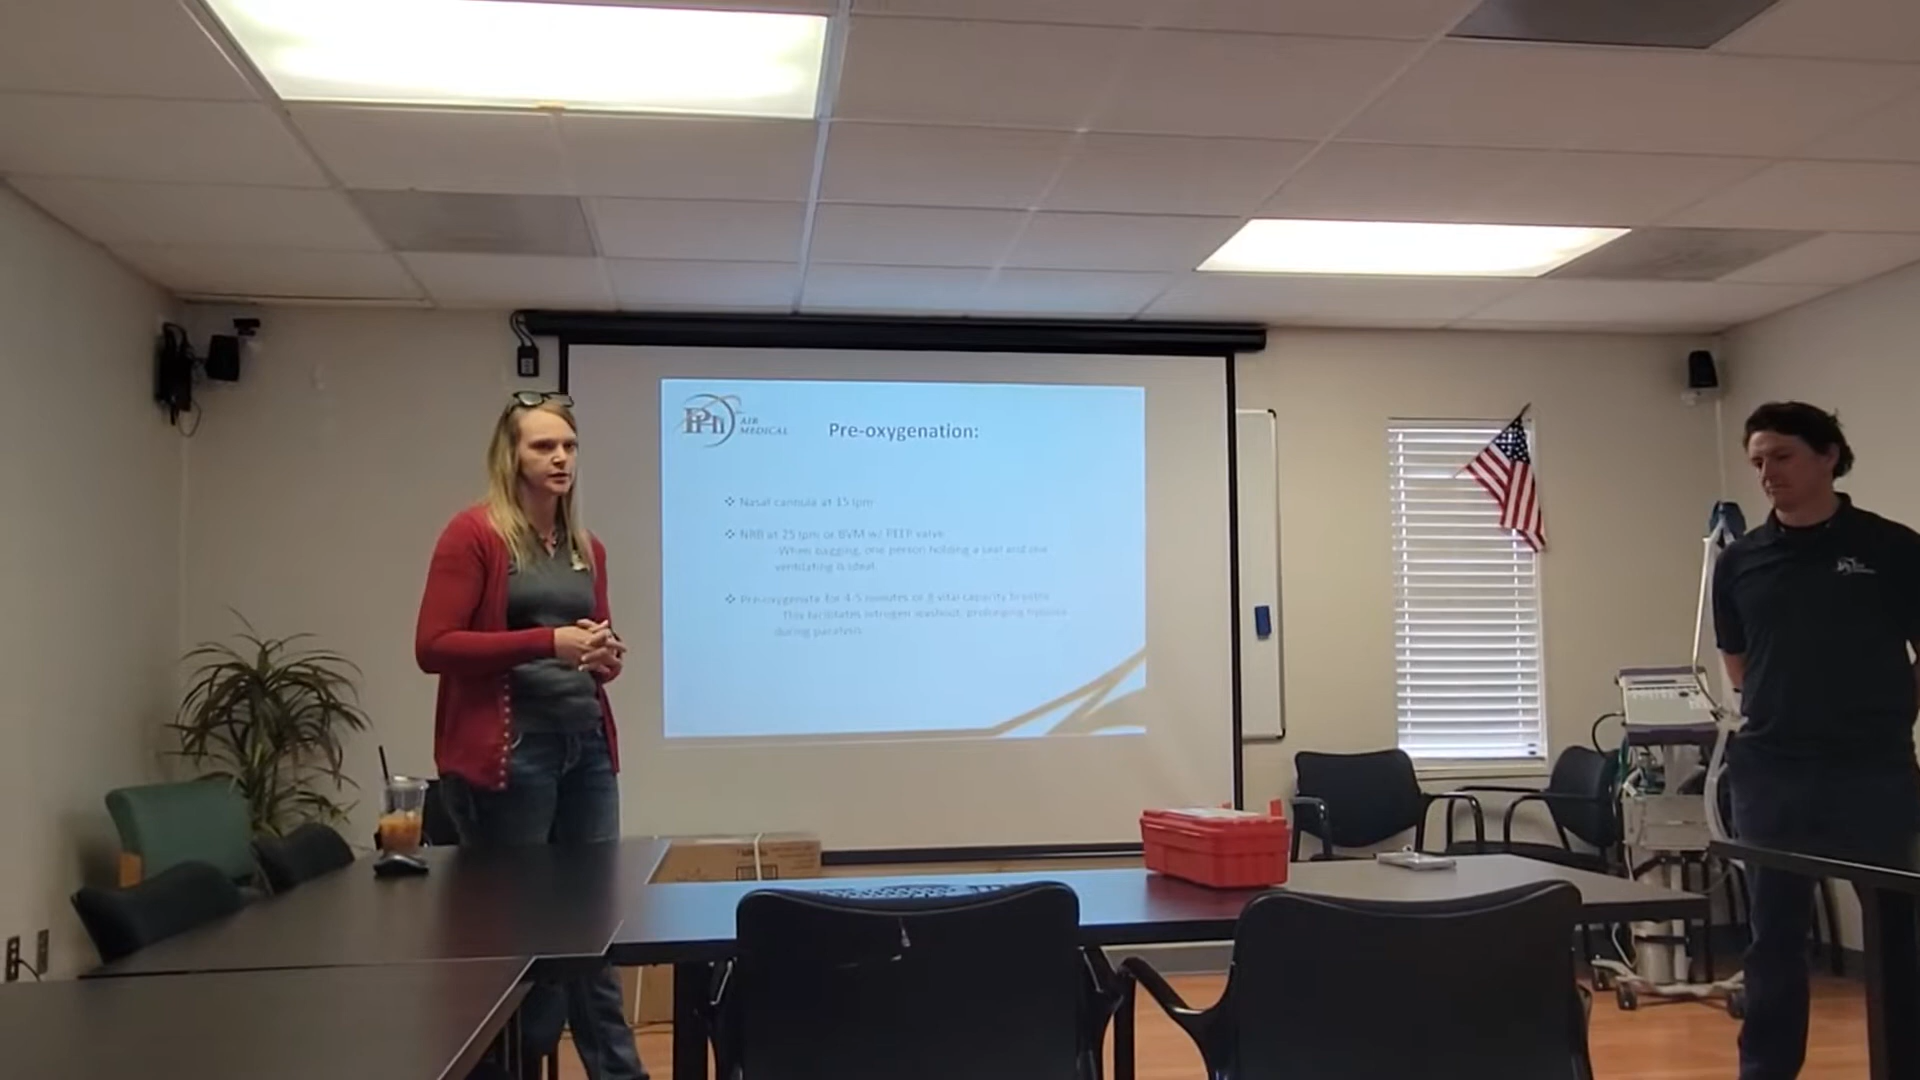 PHI AIR
MEDICAL
Pre-oxygenation:
❖ Nasal cannula at 15 lpm
❖ NRB at 25 lpm or BVM w/ PEEP valve
- When bagging, one person holding a seal and one
ventilating is ideal.
❖ Pre-oxygenate for 4-5 minutes or 8 vital capacity breaths
- This facilitates nitrogen washout, prolonging hypoxia
during paralysis